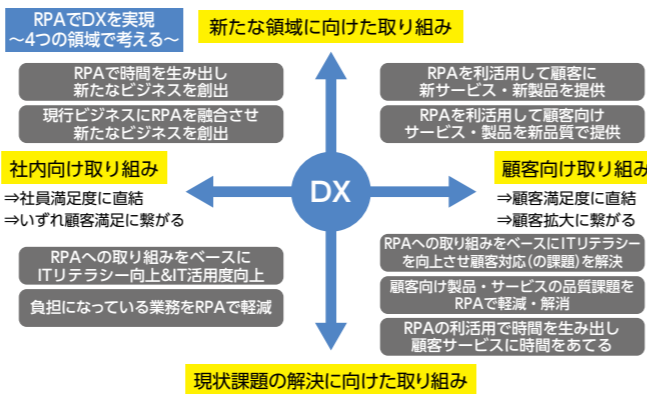 RPAでDXを実現
～4つの領域で考える～
新たな領域に向けた取り組み
RPAで時間を生み出し
新たなビジネスを創出
現行ビジネスにRPAを融合させ
新たなビジネスを創出
RPAを利活用して顧客に
新サービス・新製品を提供
RPAを利活用して顧客向け
サービス・製品を新品質で提供
社内向け取り組み
⇒社員満足度に直結
⇒いずれ顧客満足に繋がる
DX
顧客向け取り組み
⇒顧客満足度に直結
⇒顧客拡大に繋がる
RPAへの取り組みをベースに
ITリテラシー向上&IT活用度向上
負担になっている業務をRPAで軽減
RPAへの取り組みをベースにITリテラシー
を向上させ顧客対応(の課題)を解決
顧客向け製品・サービスの品質課題を
RPAで軽減・解消
RPAの利活用で時間を生み出し
顧客サービスに時間をあてる
現状課題の解決に向けた取り組み